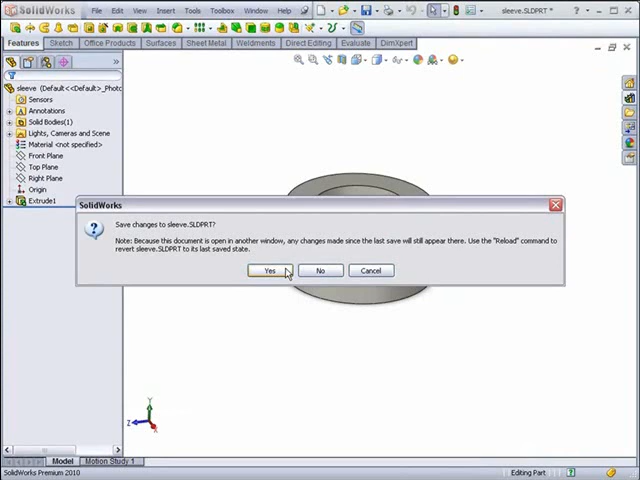 SolidWorks File Edit View Insert Tools Toolbox Window Help sleeve.SLDPRT *
Features Sketch Office Products Surfaces Sheet Metal Weldments Direct Editing Evaluate DimXpert
sleeve (Default<<Default>_Photo
Sensors
Annotations
Solid Bodies(1)
Lights, Cameras and Scene
Material <not specified>
Front Plane
Top Plane
Right Plane
Origin
Extrude1
SolidWorks
Save changes to sleeve.SLDPRT?
Note: Because this document is open in another window, any changes made since the last save will still appear there. Use the "Reload" command to
revert sleeve.SLDPRT to its last saved state.
Yes No Cancel
Y
Z
X
Model Motion Study 1
SolidWorks Premium 2010 Editing Part